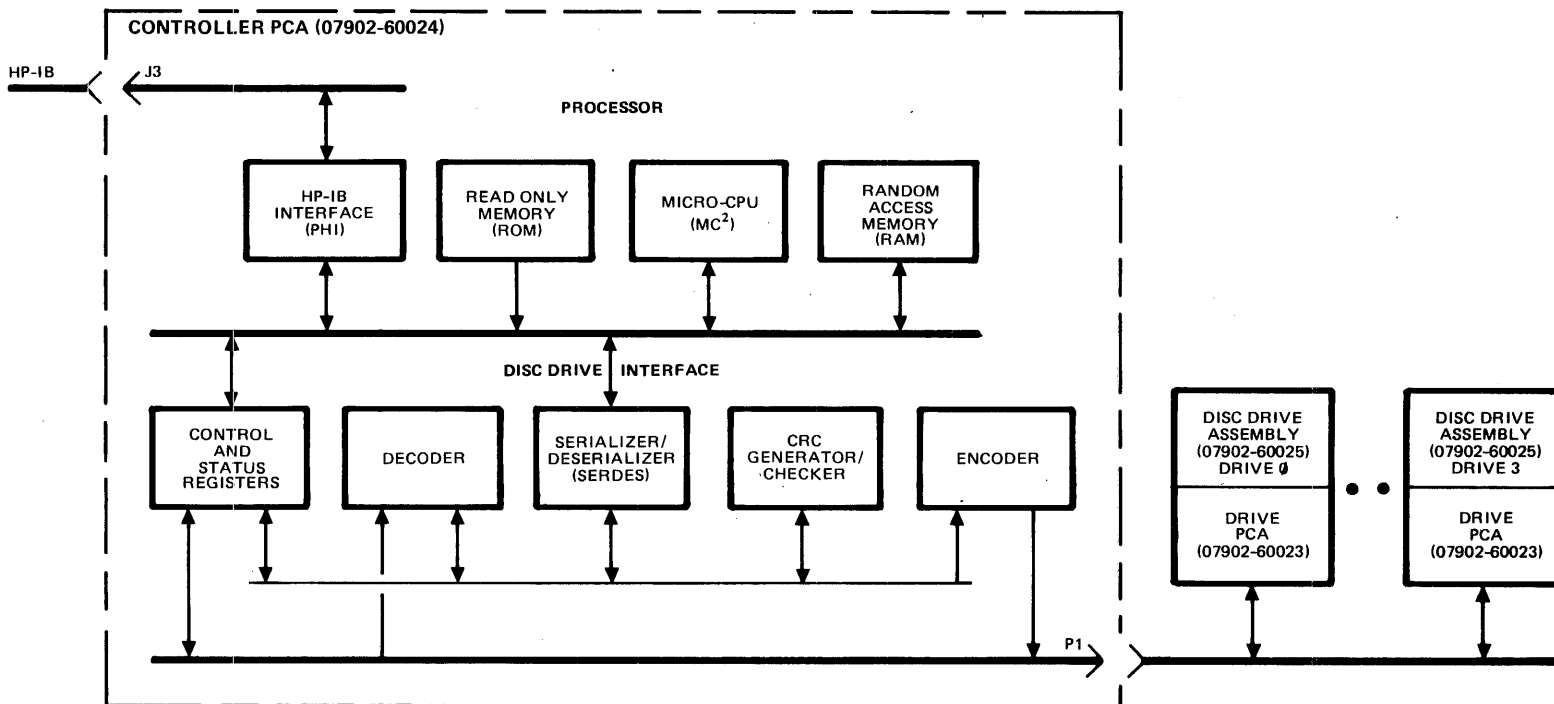 CONTROLLER PCA (07902-60024)
HP-IB
J3
PROCESSOR
HP-IB
INTERFACE
(PHI)
READ ONLY
MEMORY
(ROM)
MICRO-CPU
(MC²)
RANDOM
ACCESS
MEMORY
(RAM)
DISC DRIVE INTERFACE
CONTROL
AND
STATUS
REGISTERS
DECODER
SERIALIZER/
DESERIALIZER
(SERDES)
CRC
GENERATOR/
CHECKER
ENCODER
DISC DRIVE
ASSEMBLY
(07902-60025)
DRIVE 0
DRIVE
PCA
(07902-60023)
DISC DRIVE
ASSEMBLY
(07902-60025)
DRIVE 3
DRIVE
PCA
(07902-60023)
P1